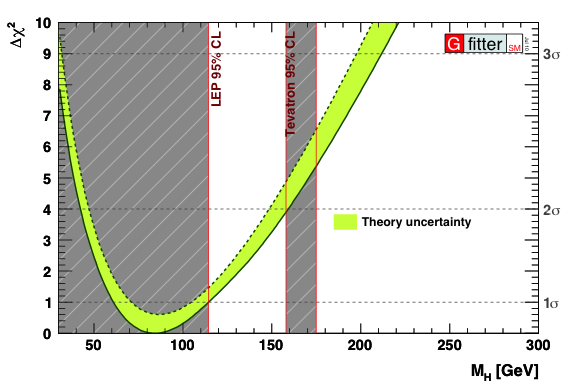 Δχ²
10
9
8
7
6
5
4
3
2
1
0
LEP 95% CL
Tevatron 95% CL
G fitter SM
3σ
2σ
1σ
Theory uncertainty
50
100
150
200
250
300
M_H [GeV]